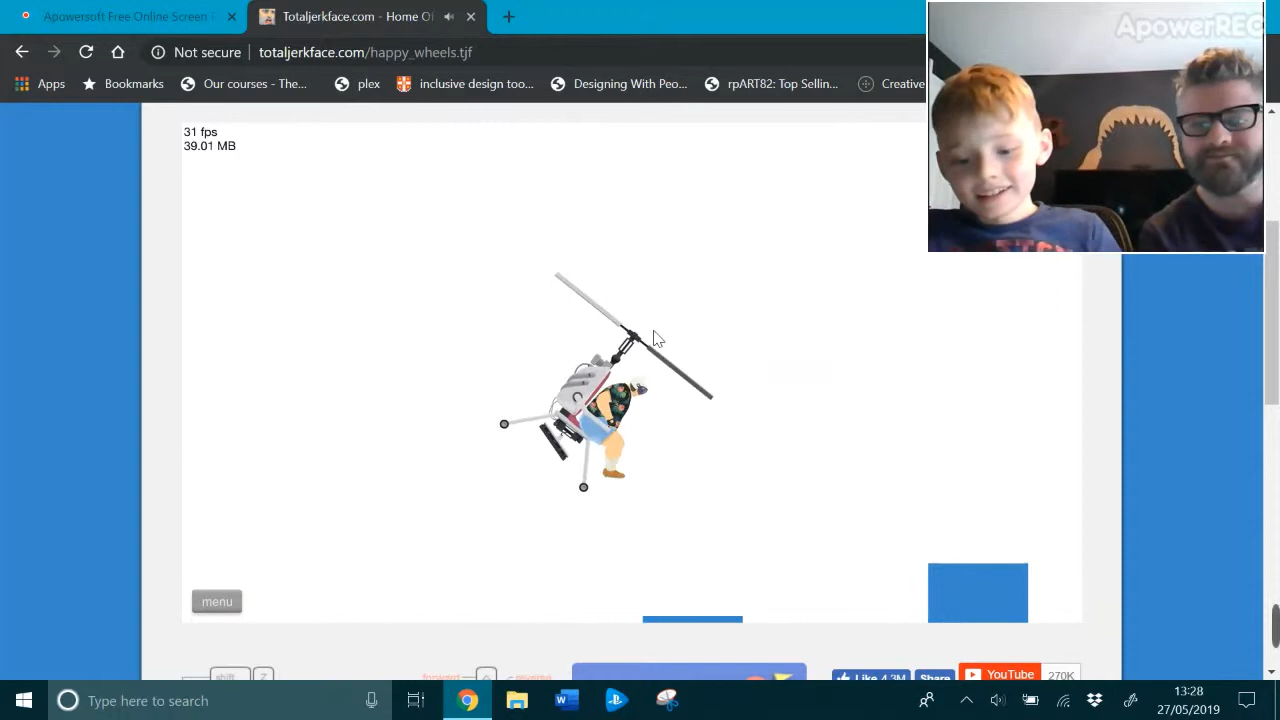 Apowersoft Free Online Screen
Totaljerkface.com - Home Of
ApowerREC
Not secure
totaljerkface.com/happy_wheels.tjf
Apps
Bookmarks
Our courses - The...
plex
inclusive design too...
Designing With Peo...
rpART82: Top Sellin...
Creative
31 fps
39.01 MB
menu
shift
Z
forward
Like 4.3M
Share
YouTube
270K
Type here to search
13:28
27/05/2019